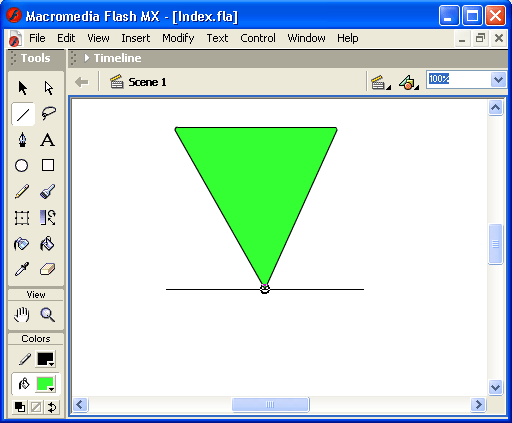 Macromedia Flash MX - [Index.fla]
File Edit View Insert Modify Text Control Window Help
Tools
Timeline
Scene 1
100%
A
View
Colors